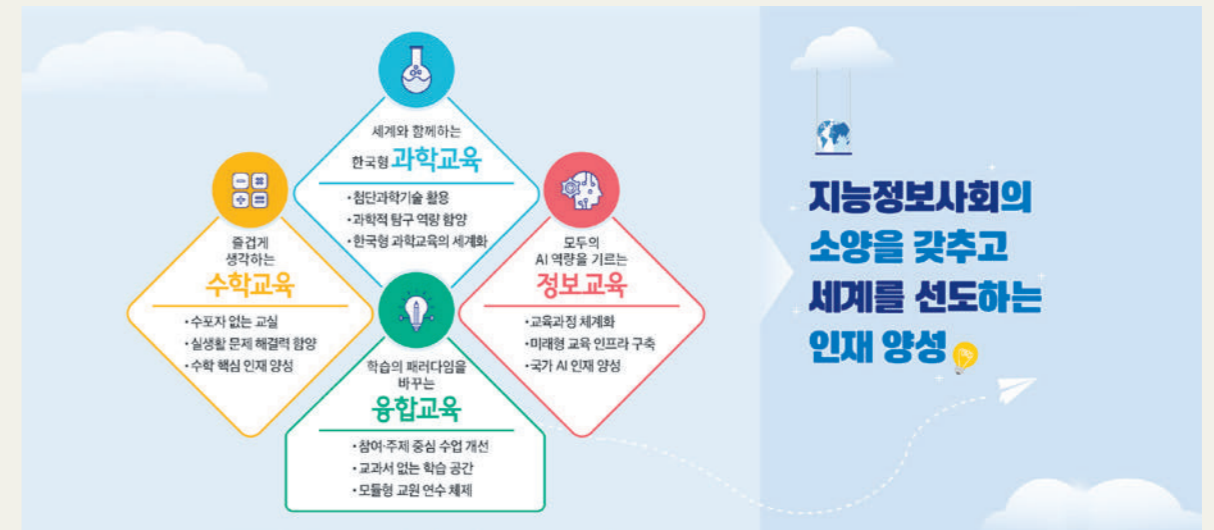 세계와 함께하는
한국형 과학교육
• 첨단과학기술 활용
• 과학적 탐구 역량 함양
• 한국형 과학교육의 세계화
즐겁게
생각하는
수학교육
• 수포자 없는 교실
• 실생활 문제 해결력 함양
• 수학 핵심 인재 양성
모두의
AI 역량을 기르는
정보교육
• 교육과정 체계화
• 미래형 교육 인프라 구축
• 국가 AI 인재 양성
학습의 패러다임을
바꾸는
융합교육
• 참여·주제 중심 수업 개선
• 교과서 없는 학습 공간
• 모듈형 교원 연수 체제
지능정보사회의
소양을 갖추고
세계를 선도하는
인재 양성